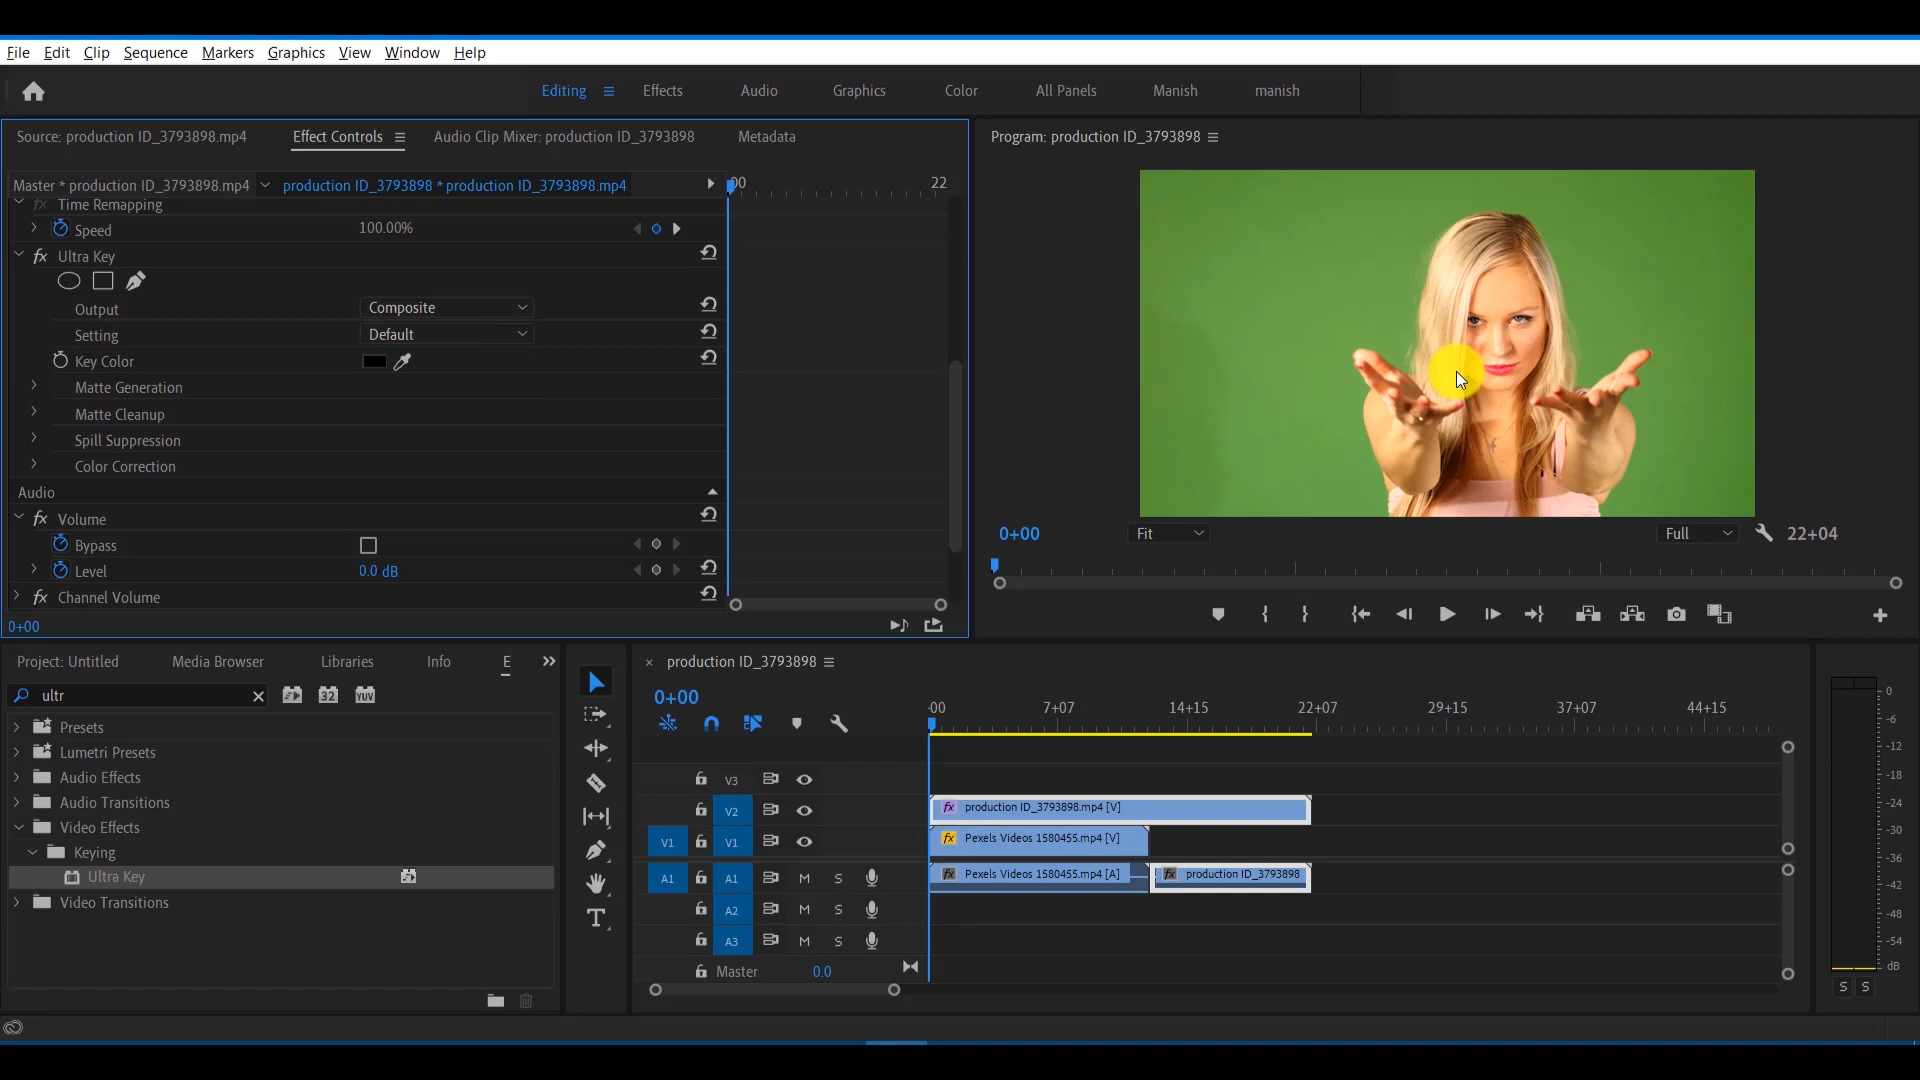 File Edit Clip Sequence Markers Graphics View Window Help
Editing Effects Audio Graphics Color All Panels Manish manish
Source: production ID_3793898.mp4 Effect Controls Audio Clip Mixer: production ID_3793898 Metadata
Program: production ID_3793898
Master * production ID_3793898.mp4 production ID_3793898 * production ID_3793898.mp4 :00 22
fx Time Remapping
Speed 100.00%
fx Ultra Key
Output Composite
Setting Default
Key Color
Matte Generation
Matte Cleanup
Spill Suppression
Color Correction
Audio
fx Volume
Bypass
Level 0.0 dB
fx Channel Volume
0+00
0+00 Fit Full 22+04
Project: Untitled Media Browser Libraries Info E
ultr 32 YUV
Presets
Lumetri Presets
Audio Effects
Audio Transitions
Video Effects
Keying
Ultra Key
Video Transitions
production ID_3793898
0+00
:00 7+07 14+15 22+07 29+15 37+07 44+15
V3
V2 fx production ID_3793898.mp4 [V]
V1 V1 fx Pexels Videos 1580455.mp4 [V]
A1 A1 M S fx Pexels Videos 1580455.mp4 [A] fx production ID_3793898
A2 M S
A3 M S
Master 0.0
0
-6
-12
-18
-24
-30
-36
-42
-48
-54
dB
S S